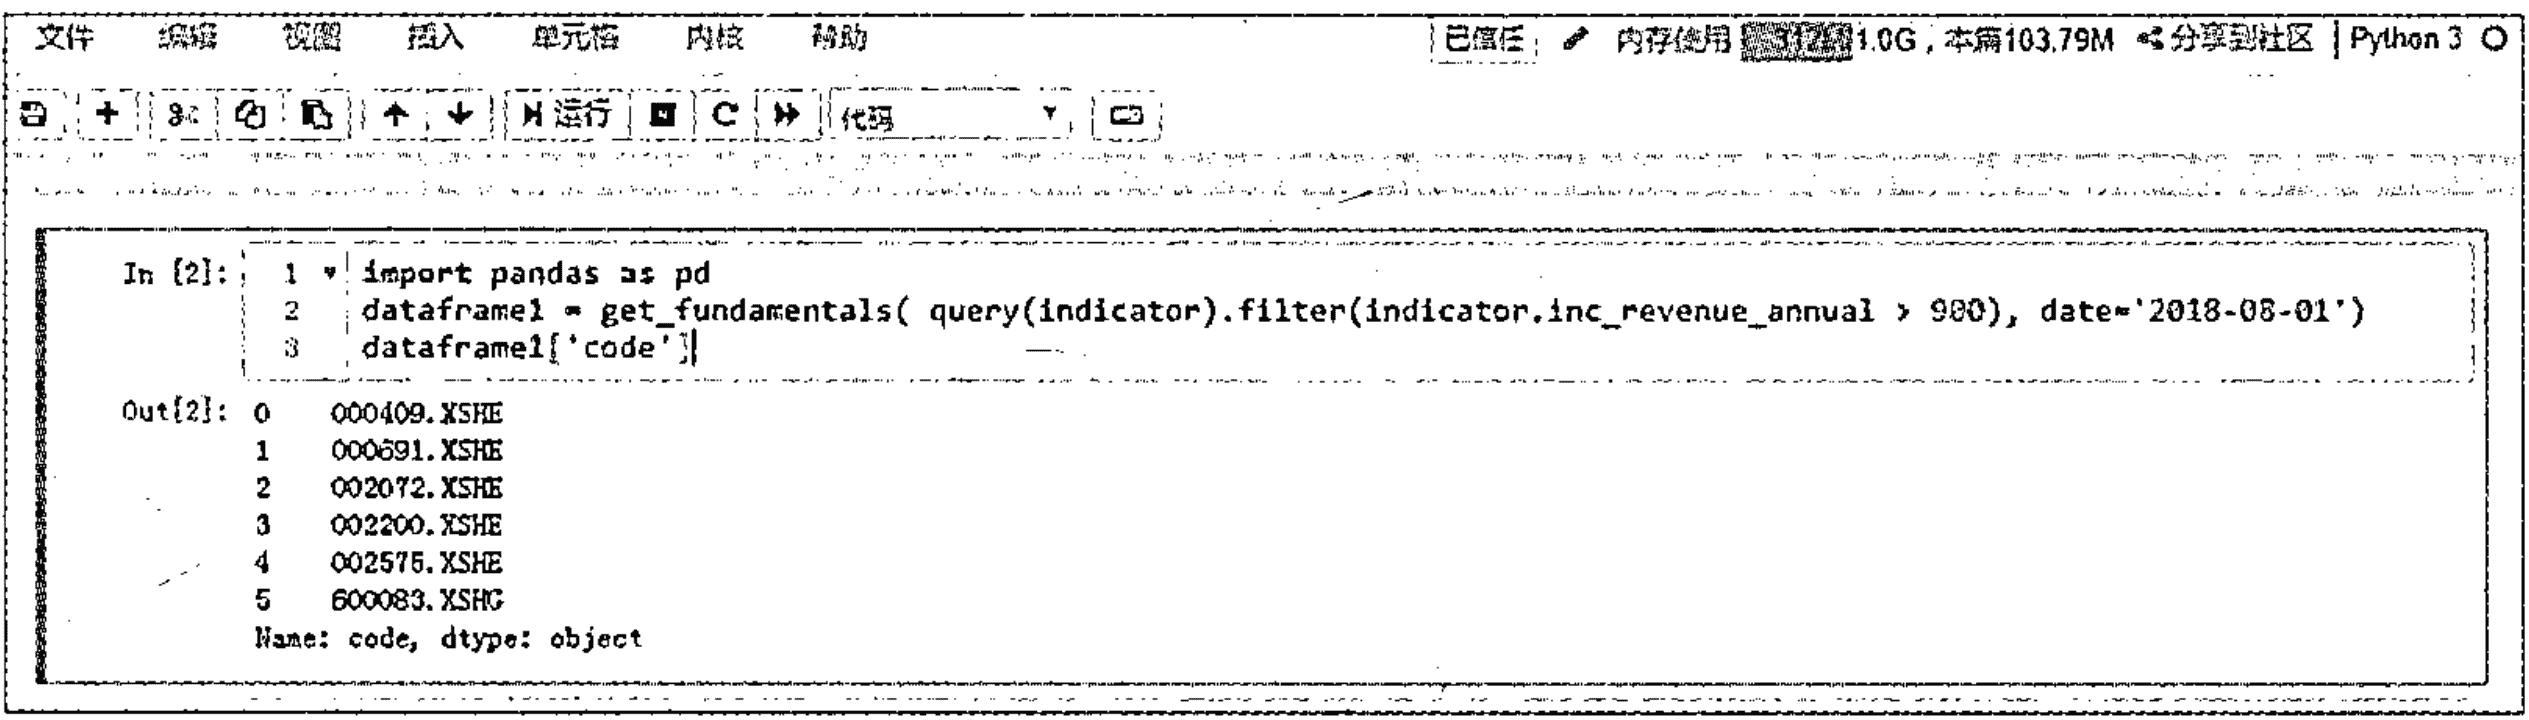 文件 编辑 视图 插入 单元格 内核 帮助 已信任 内存使用 1.0G，本篇103.79M 分享到社区 Python 3
运行 代码
In [2]: 1 import pandas as pd
2 dataframe1 = get_fundamentals( query(indicator).filter(indicator.inc_revenue_annual > 900), date='2018-08-01')
3 dataframe1['code']
Out[2]: 0 000409.XSHE
1 000691.XSHE
2 002072.XSHE
3 002200.XSHE
4 002575.XSHE
5 600083.XSHG
Name: code, dtype: object